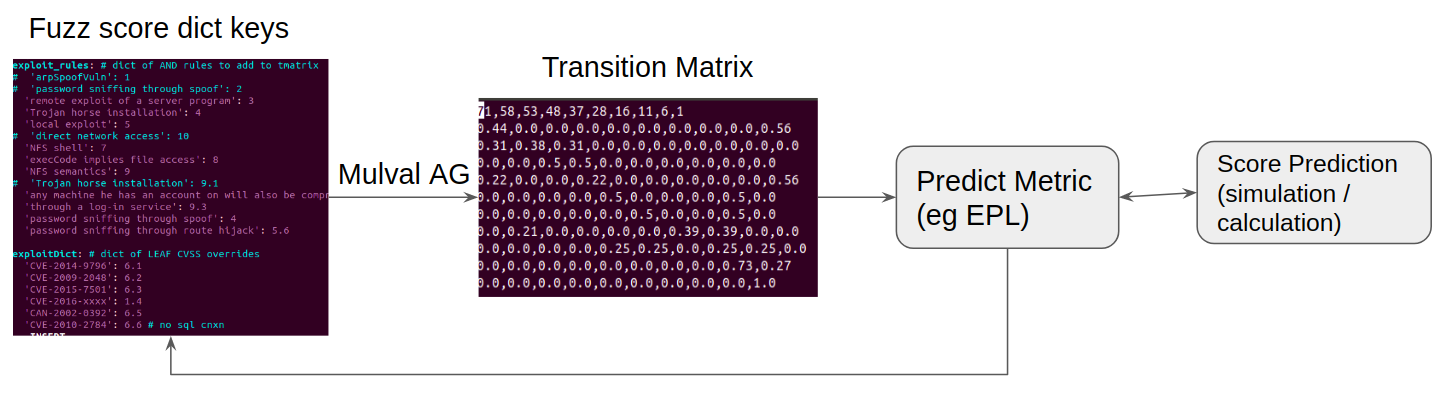 Fuzz score dict keys
exploit_rules: # dict of AND rules to add to tmatrix
# 'arpSpoofVuln': 1
# 'password sniffing through spoof': 2
'remote exploit of a server program': 3
'Trojan horse installation': 4
'local exploit': 5
# 'direct network access': 10
'NFS shell': 7
'execCode inplies file access': 8
'NFS semantics': 9
# 'Trojan horse installation': 9.1
'any machine he has an account on will also be compr
'through a log-in service': 9.3
'password sniffing through spoof': 4
'password sniffing through route hijack': 5.6
exploitDict: # dict of LEAF CVSS overrides
'CVE-2014-9796': 6.1
'CVE-2009-2048': 6.2
'CVE-2015-7501': 6.3
'CVE-2016-xxxx': 1.4
'CAN-2002-0392': 6.5
'CVE-2010-2784': 6.6 # no sql cnxn
Mulval AG
Transition Matrix
71,58,53,48,37,28,16,11,6,1
0.44,0.0,0.0,0.0,0.0,0.0,0.0,0.0,0.0,0.56
0.31,0.38,0.31,0.0,0.0,0.0,0.0,0.0,0.0,0.0
0.0,0.0,0.5,0.5,0.0,0.0,0.0,0.0,0.0,0.0
0.22,0.0,0.0,0.22,0.0,0.0,0.0,0.0,0.0,0.56
0.0,0.0,0.0,0.0,0.5,0.0,0.0,0.0,0.5,0.0
0.0,0.0,0.0,0.0,0.0,0.5,0.0,0.0,0.5,0.0
0.0,0.21,0.0,0.0,0.0,0.0,0.39,0.39,0.0,0.0
0.0,0.0,0.0,0.0,0.25,0.25,0.0,0.25,0.25,0.0
0.0,0.0,0.0,0.0,0.0,0.0,0.0,0.0,0.73,0.27
0.0,0.0,0.0,0.0,0.0,0.0,0.0,0.0,0.0,1.0
Predict Metric
(eg EPL)
Score Prediction
(simulation /
calculation)